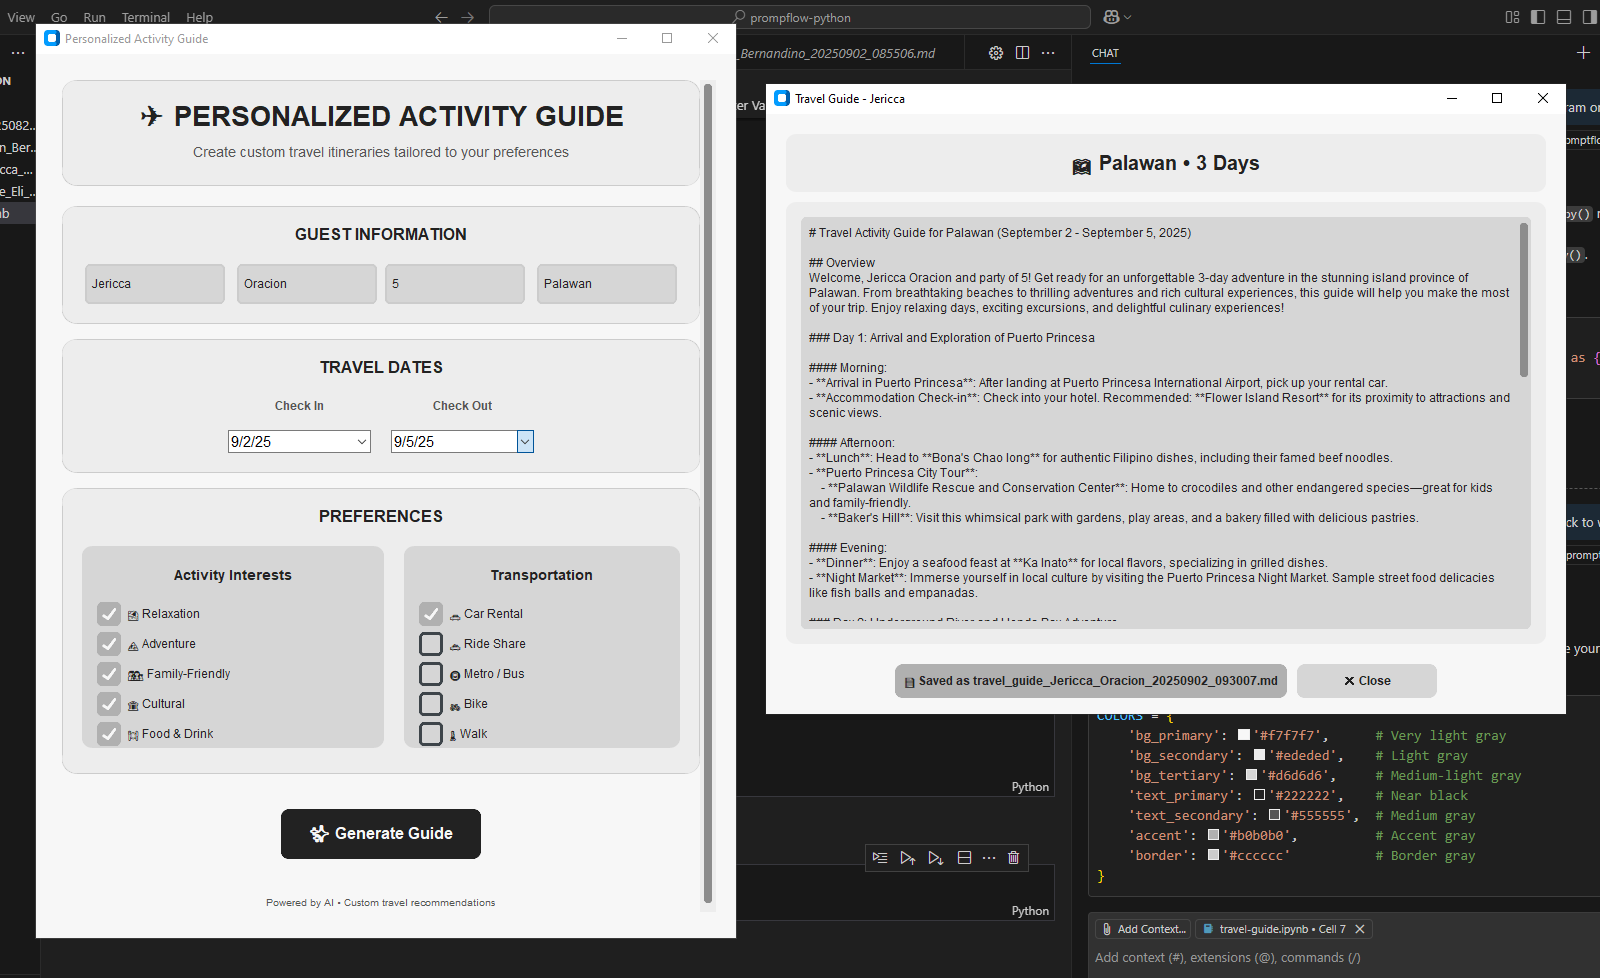 View Go Run Terminal Help
prompflow-python
Personalized Activity Guide
✈ PERSONALIZED ACTIVITY GUIDE
Create custom travel itineraries tailored to your preferences
GUEST INFORMATION
Jericca Oracion 5 Palawan
TRAVEL DATES
Check In Check Out
9/2/25 9/5/25
PREFERENCES
Activity Interests
Relaxation
Adventure
Family-Friendly
Cultural
Food & Drink
Transportation
Car Rental
Ride Share
Metro / Bus
Bike
Walk
Generate Guide
Powered by AI • Custom travel recommendations
_Bernandino_20250902_085506.md
CHAT
Travel Guide - Jericca
Palawan • 3 Days
# Travel Activity Guide for Palawan (September 2 - September 5, 2025)
## Overview
Welcome, Jericca Oracion and party of 5! Get ready for an unforgettable 3-day adventure in the stunning island province of
Palawan. From breathtaking beaches to thrilling adventures and rich cultural experiences, this guide will help you make the most
of your trip. Enjoy relaxing days, exciting excursions, and delightful culinary experiences!
### Day 1: Arrival and Exploration of Puerto Princesa
#### Morning:
- **Arrival in Puerto Princesa**: After landing at Puerto Princesa International Airport, pick up your rental car.
- **Accommodation Check-in**: Check into your hotel. Recommended: **Flower Island Resort** for its proximity to attractions and
scenic views.
#### Afternoon:
- **Lunch**: Head to **Bona's Chao long** for authentic Filipino dishes, including their famed beef noodles.
- **Puerto Princesa City Tour**:
- **Palawan Wildlife Rescue and Conservation Center**: Home to crocodiles and other endangered species—great for kids
and family-friendly.
- **Baker's Hill**: Visit this whimsical park with gardens, play areas, and a bakery filled with delicious pastries.
#### Evening:
- **Dinner**: Enjoy a seafood feast at **Ka Inato** for local flavors, specializing in grilled dishes.
- **Night Market**: Immerse yourself in local culture by visiting the Puerto Princesa Night Market. Sample street food delicacies
like fish balls and empanadas.
Saved as travel_guide_Jericca_Oracion_20250902_093007.md
✕ Close
Python
Python
COLORS = {
'bg_primary': '#f7f7f7', # Very light gray
'bg_secondary': '#ededed', # Light gray
'bg_tertiary': '#d6d6d6', # Medium-light gray
'text_primary': '#222222', # Near black
'text_secondary': '#555555', # Medium gray
'accent': '#b0b0b0', # Accent gray
'border': '#cccccc' # Border gray
}
Add Context...
travel-guide.ipynb • Cell 7
Add context (#), extensions (@), commands (/)